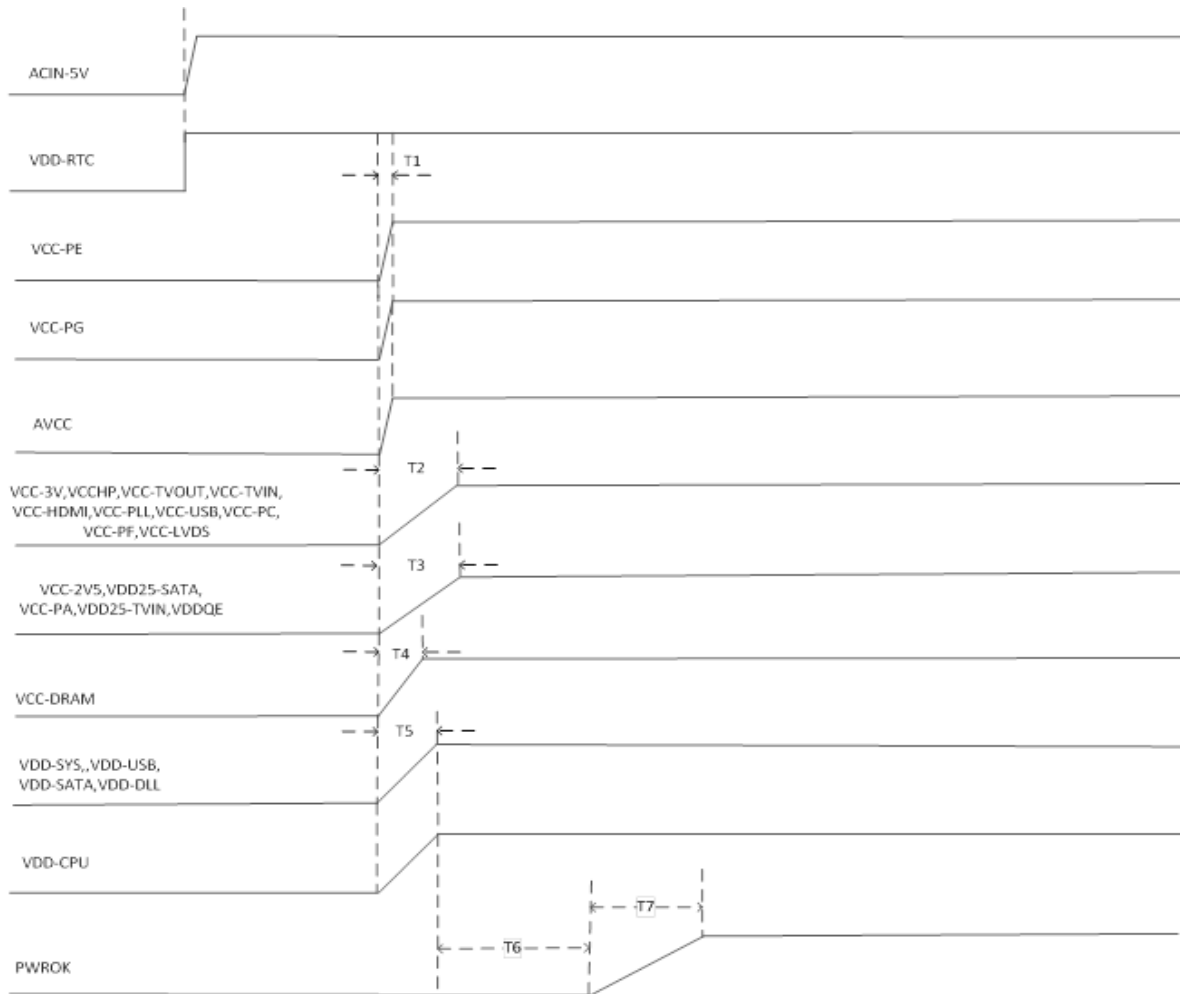 ACIN-5V
VDD-RTC
T1
VCC-PE
VCC-PG
AVCC
T2
VCC-3V,VCCHP,VCC-TVOUT,VCC-TVIN,
VCC-HDMI,VCC-PLL,VCC-USB,VCC-PC,
VCC-PF,VCC-LVDS
T3
VCC-2V5,VDD25-SATA,
VCC-PA,VDD25-TVIN,VDDQE
T4
VCC-DRAM
T5
VDD-SYS,,VDD-USB,
VDD-SATA,VDD-DLL
VDD-CPU
T7
T6
PWROK